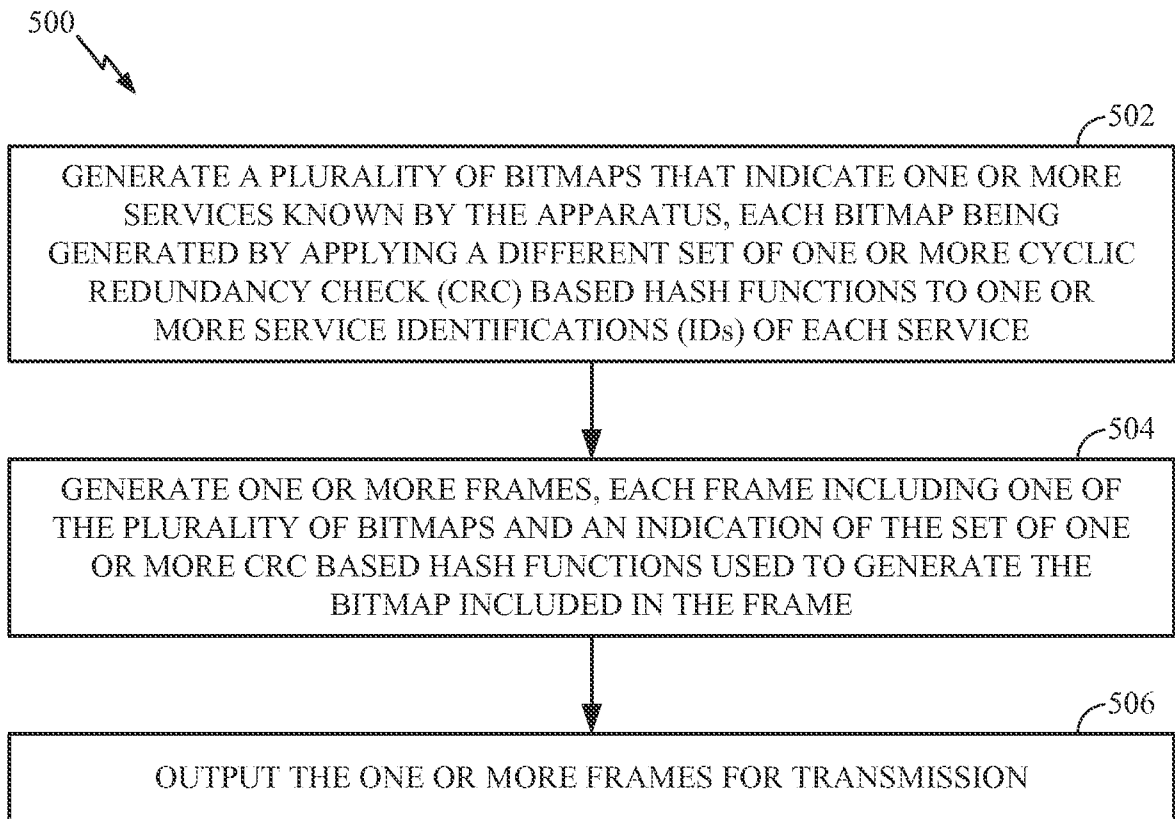 500
502
GENERATE A PLURALITY OF BITMAPS THAT INDICATE ONE OR MORE
SERVICES KNOWN BY THE APPARATUS, EACH BITMAP BEING
GENERATED BY APPLYING A DIFFERENT SET OF ONE OR MORE CYCLIC
REDUNDANCY CHECK (CRC) BASED HASH FUNCTIONS TO ONE OR
MORE SERVICE IDENTIFICATIONS (IDs) OF EACH SERVICE
504
GENERATE ONE OR MORE FRAMES, EACH FRAME INCLUDING ONE OF
THE PLURALITY OF BITMAPS AND AN INDICATION OF THE SET OF ONE
OR MORE CRC BASED HASH FUNCTIONS USED TO GENERATE THE
BITMAP INCLUDED IN THE FRAME
506
OUTPUT THE ONE OR MORE FRAMES FOR TRANSMISSION